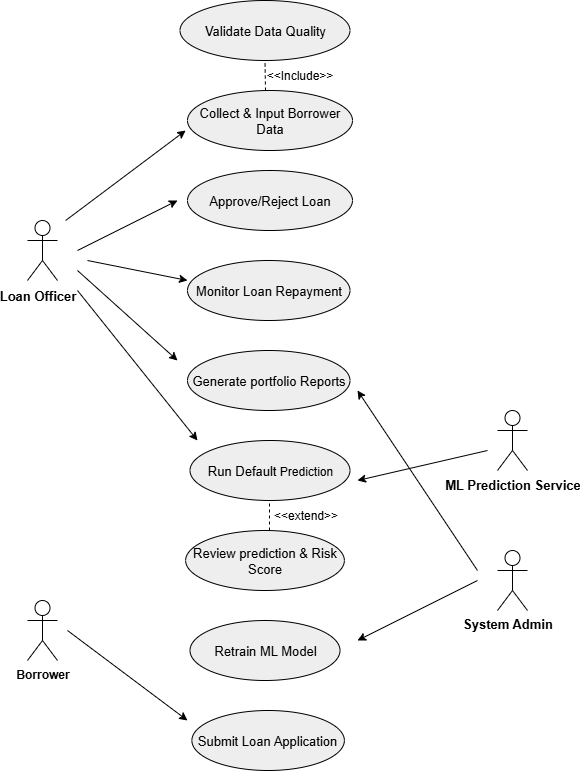 Validate Data Quality
<<Include>>
Collect & Input Borrower
Data
Approve/Reject Loan
Loan Officer
Monitor Loan Repayment
Generate portfolio Reports
Run Default Prediction
ML Prediction Service
<<extend>>
Review prediction & Risk
Score
System Admin
Retrain ML Model
Borrower
Submit Loan Application